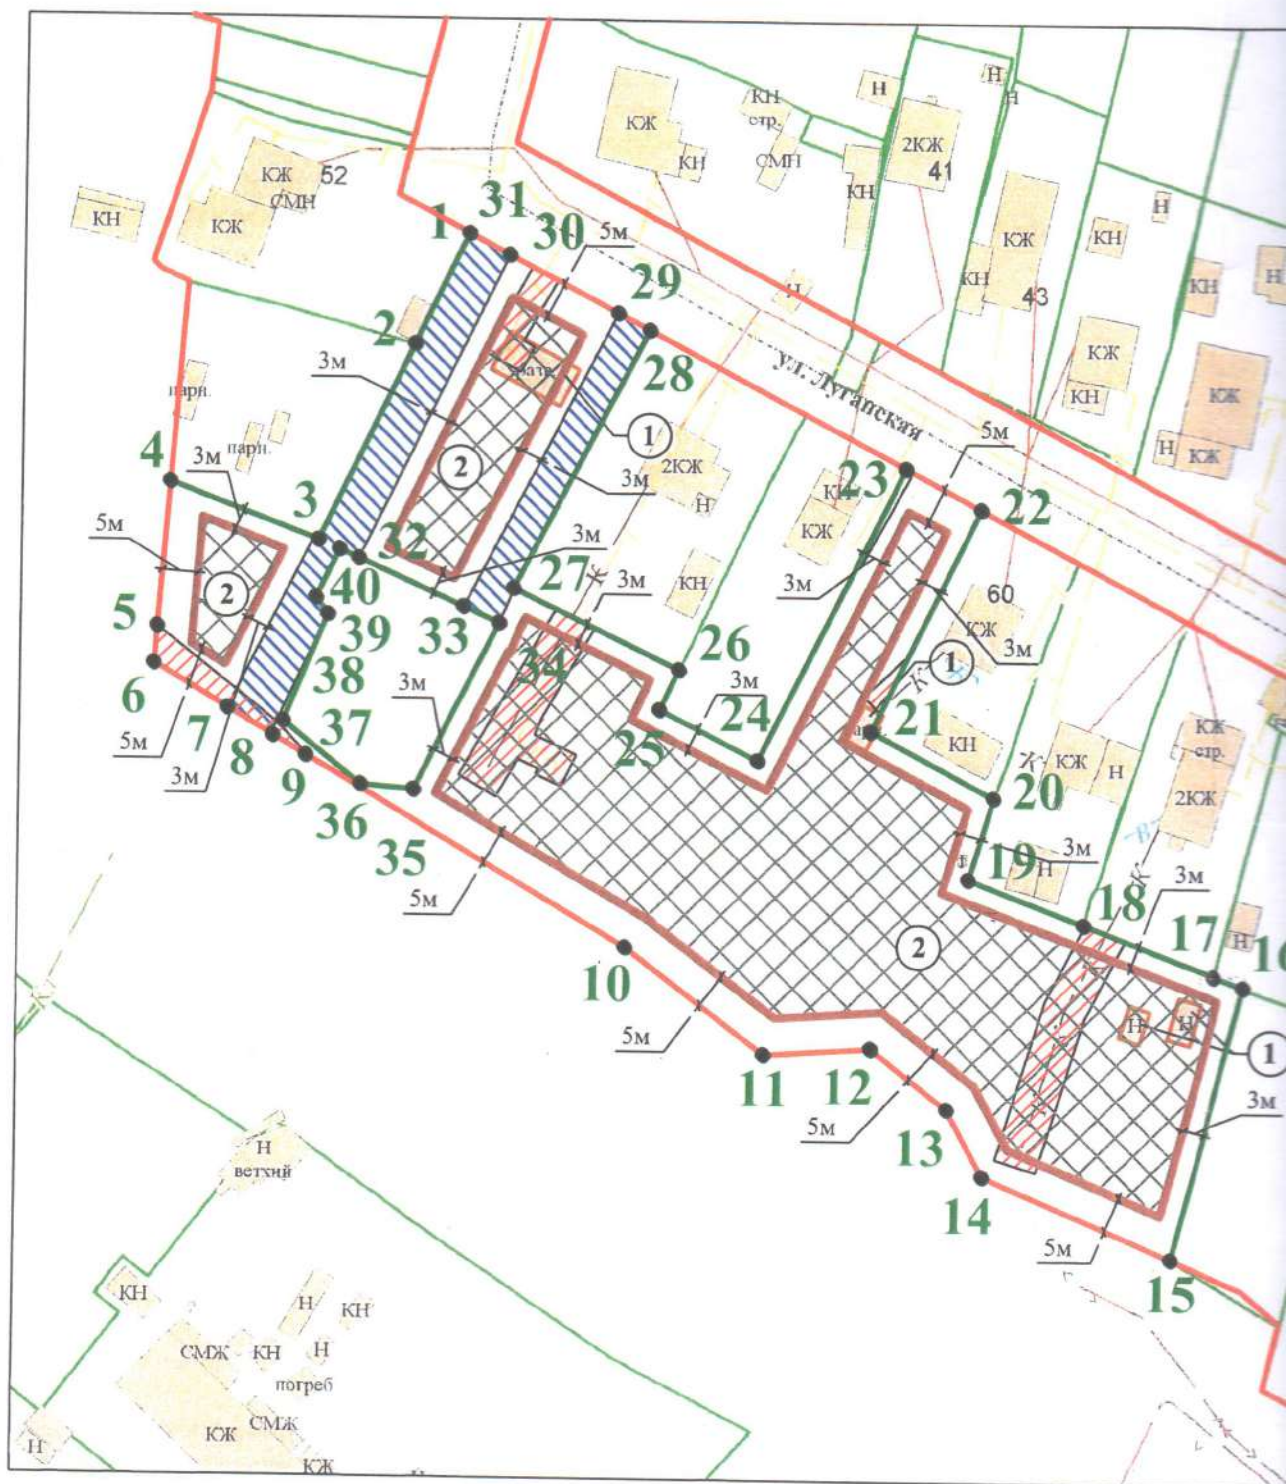 КЖ
КН
стр.
СМН
КН
Н
2КЖ
41
Н
Н
КН
КЖ
КН
43
КН
Н
КН
Н
КЖ
52
СМН
КЖ
КН
1
31
30
5м
29
28
2
3м
Н
ул. Луганская
КЖ
КН
КЖ
Н
КЖ
парн.
парн.
4
3м
3
2
1
2КЖ
Н
3м
КН
КЖ
23
5м
22
5м
5
2
32
40
39
33
3м
27
К
3м
КН
3м
60
КЖ
3м
1
К
6
7
5м
3м
8
38
37
9
34
3м
26
24
3м
25
21
КН
20
К
КЖ
Н
КЖ
стр.
2КЖ
В
36
35
5м
19
3м
Н
18
К
3м
17
Н
16
10
5м
2
11
12
5м
13
14
Н
Н
1
3м
5м
15
Н
ветхий
КН
Н
КН
СМЖ
КН
Н
погреб
СМЖ
КЖ
КЖ
Н